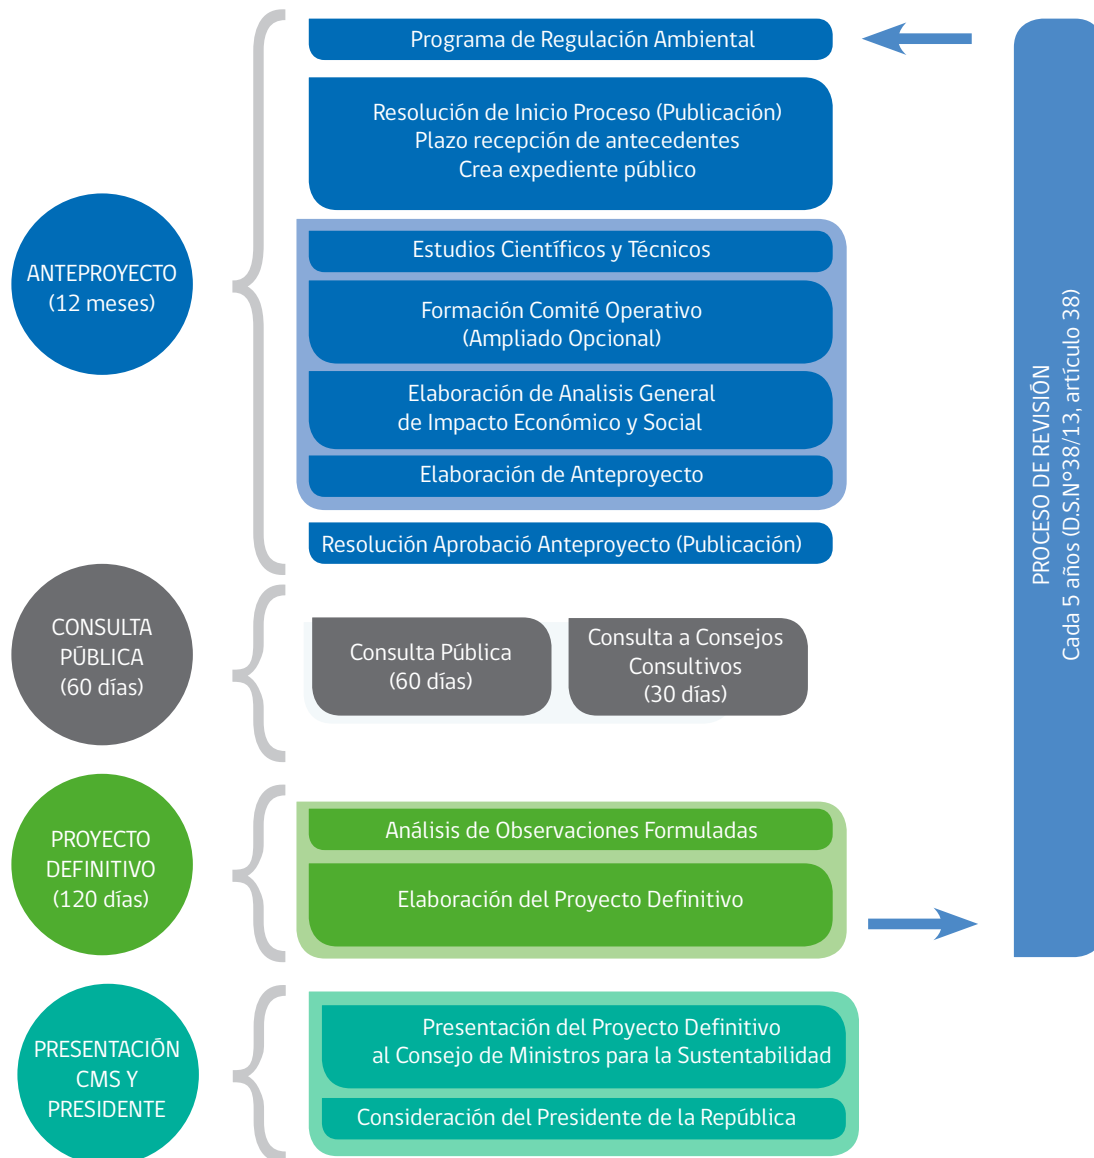 Programa de Regulación Ambiental
Resolución de Inicio Proceso (Publicación)
Plazo recepción de antecedentes
Crea expediente público
ANTEPROYECTO
(12 meses)
Estudios Científicos y Técnicos
Formación Comité Operativo
(Ampliado Opcional)
Elaboración de Analisis General
de Impacto Económico y Social
Elaboración de Anteproyecto
Resolución Aprobació Anteproyecto (Publicación)
CONSULTA
PÚBLICA
(60 días)
Consulta Pública
(60 días)
Consulta a Consejos
Consultivos
(30 días)
PROYECTO
DEFINITIVO
(120 días)
Análisis de Observaciones Formuladas
Elaboración del Proyecto Definitivo
PRESENTACIÓN
CMS Y
PRESIDENTE
Presentación del Proyecto Definitivo
al Consejo de Ministros para la Sustentabilidad
Consideración del Presidente de la República
PROCESO DE REVISIÓN
Cada 5 años (D.S.Nº38/13, artículo 38)